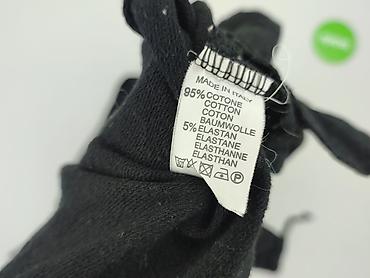 MADE IN ITALY
95% COTONE
COTTON
COTON
BAUMWOLLE
5% ELASTAN
ELASTANE
ELASTHANNE
ELASTHAN
P